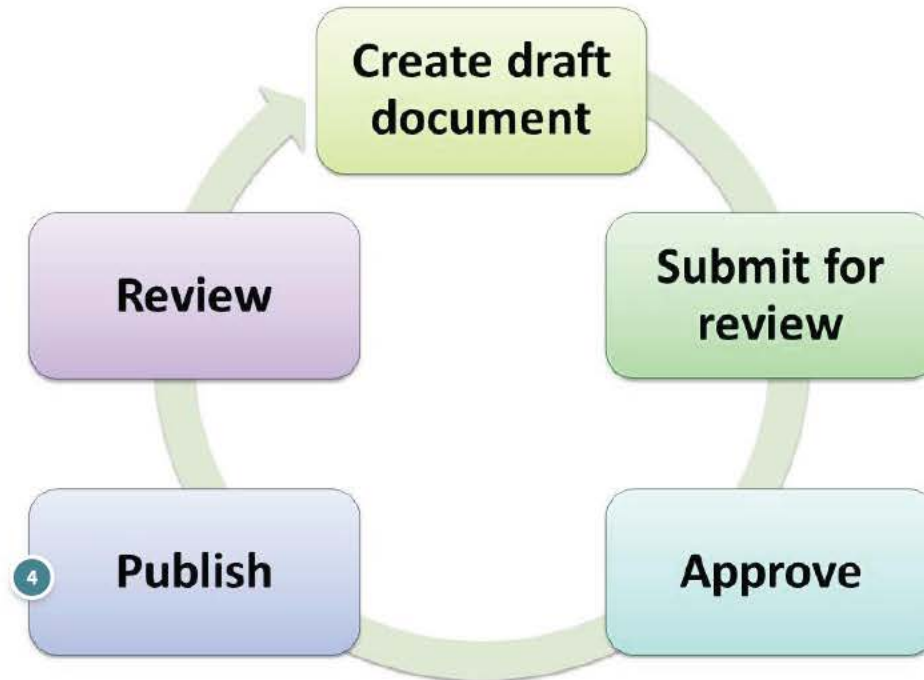 Create draft
document
Submit for
review
Approve
4
Publish
Review